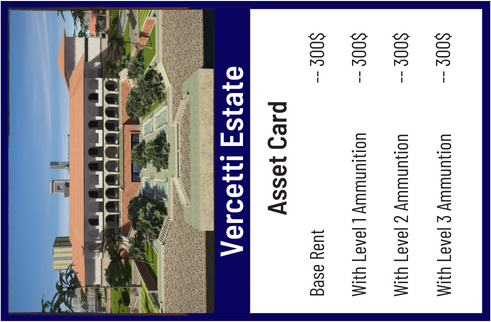 Vercetti Estate
Asset Card
Base Rent -- 300$
With Level 1 Ammunition -- 300$
With Level 2 Ammuntion -- 300$
With Level 3 Ammuntion -- 300$